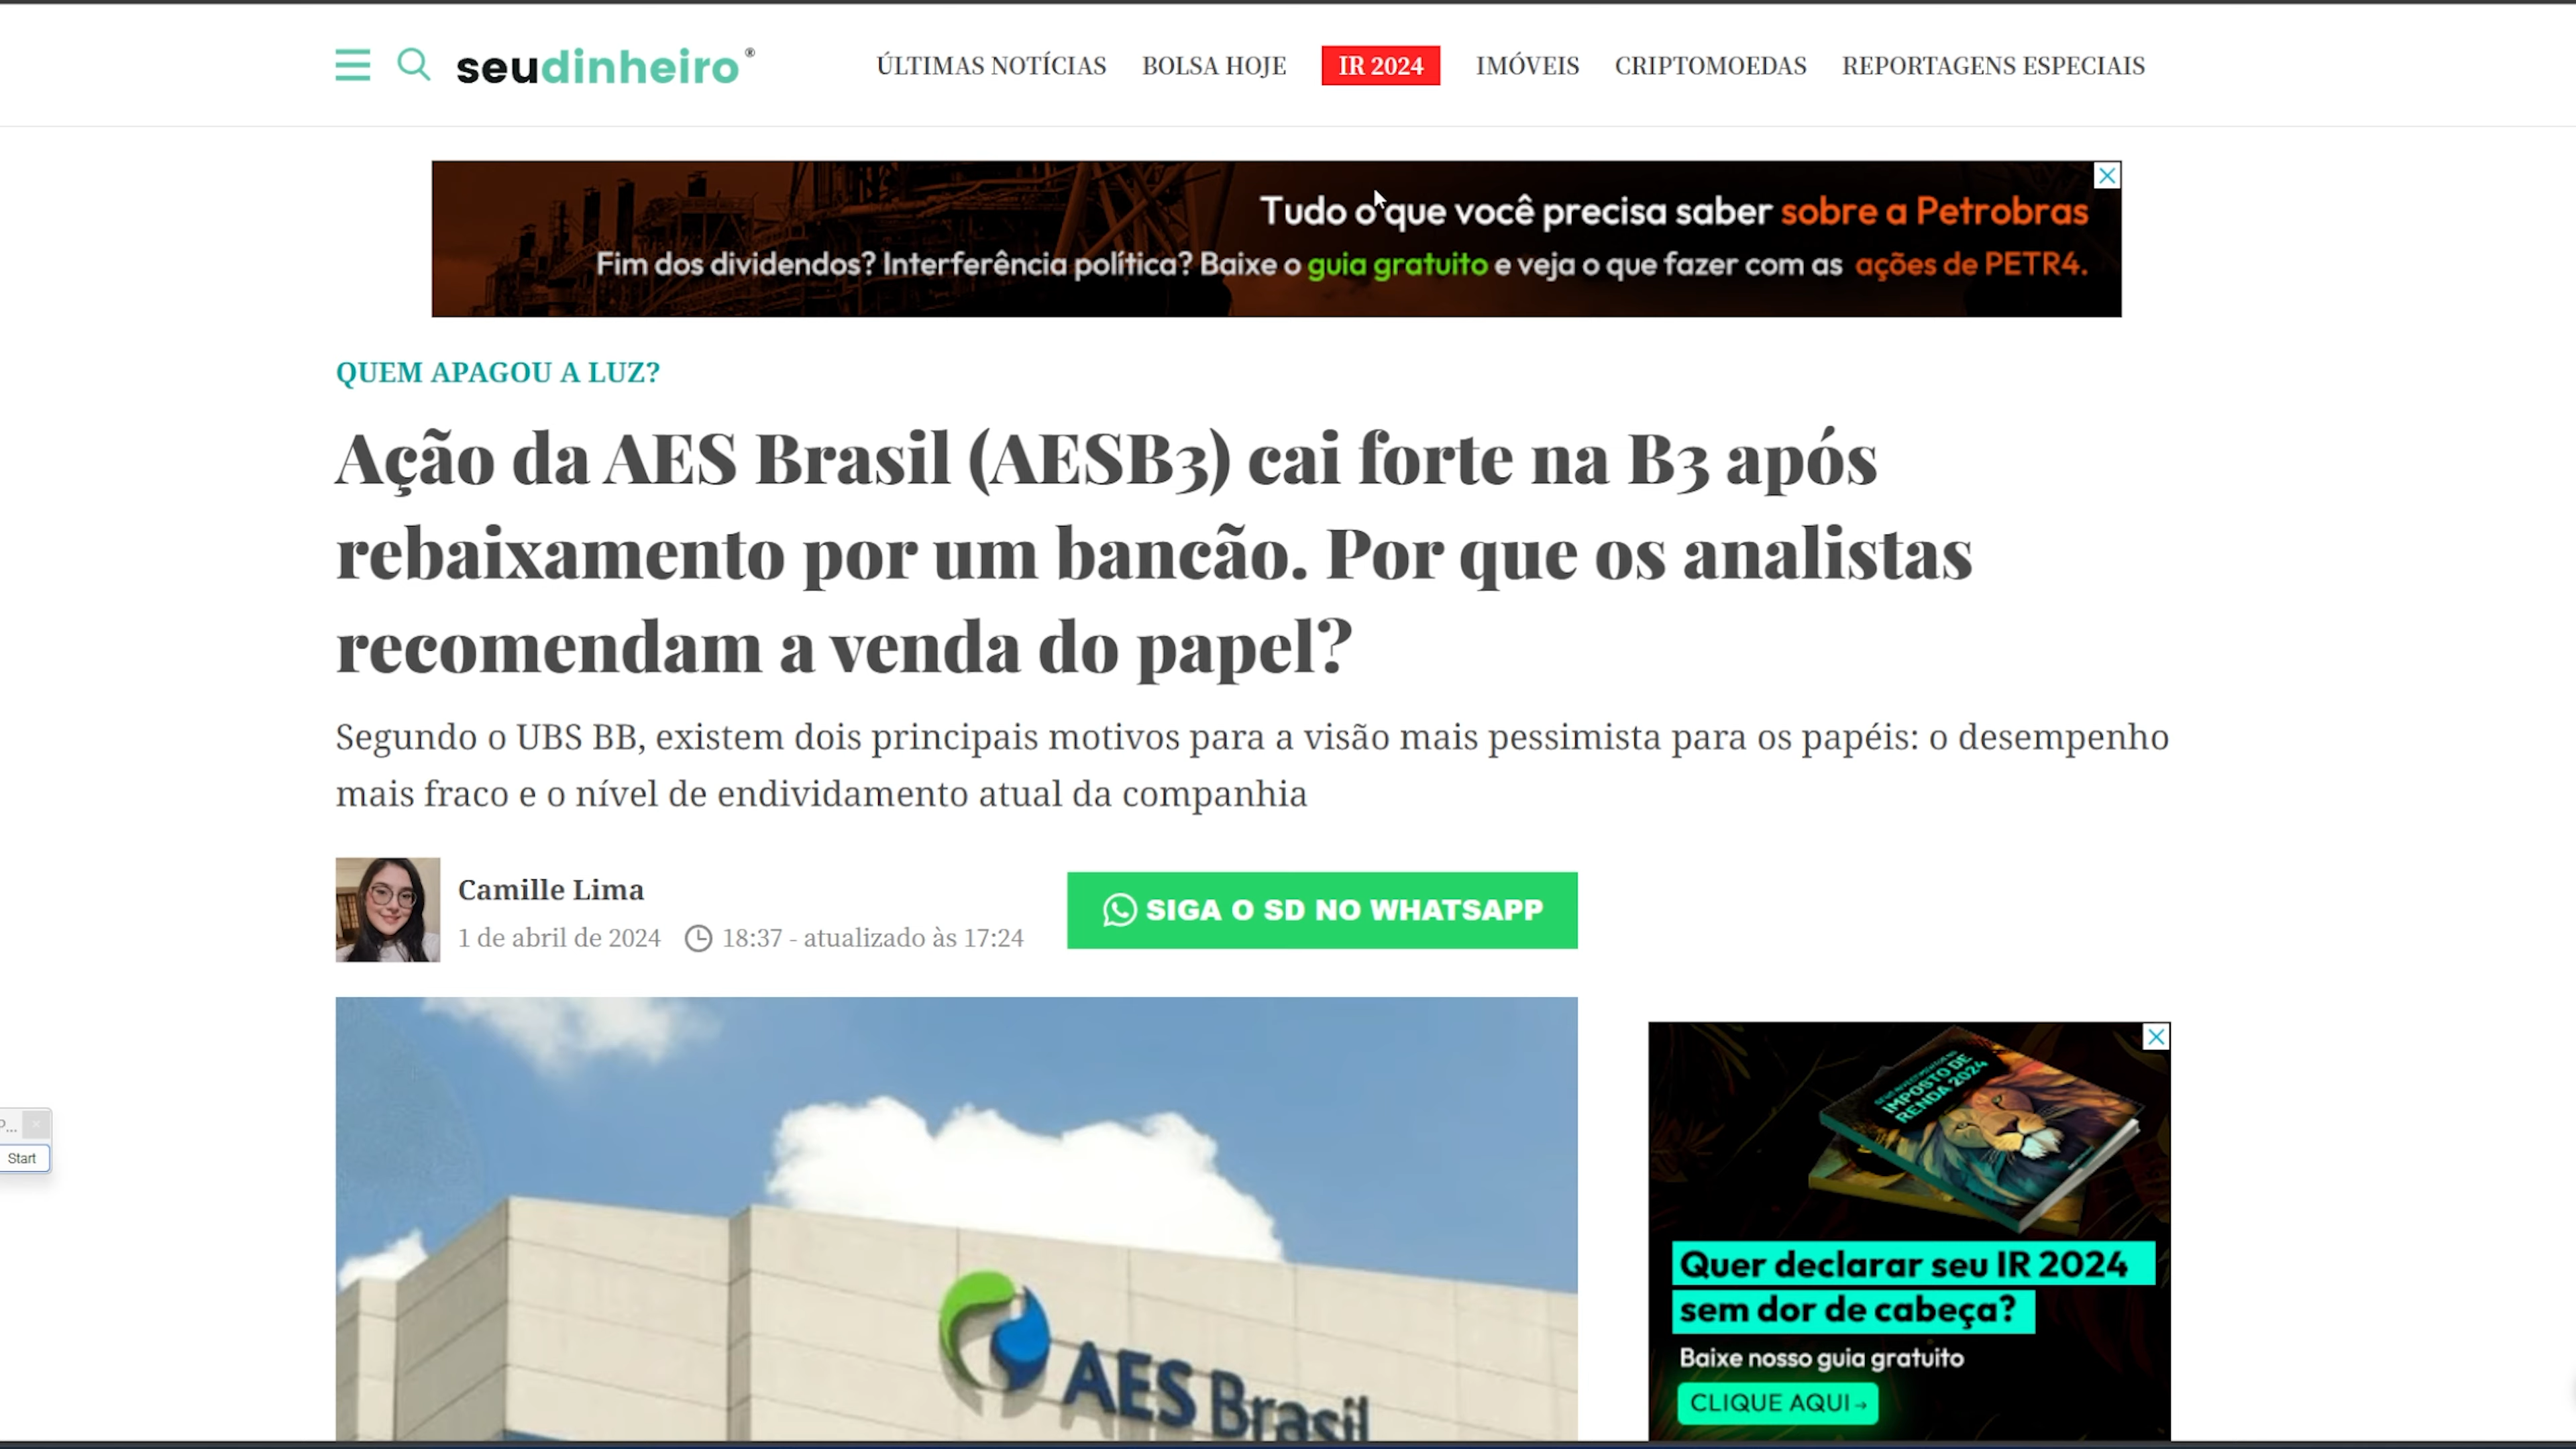 seudinheiro®
ÚLTIMAS NOTÍCIAS
BOLSA HOJE
IR 2024
IMÓVEIS
CRIPTOMOEDAS
REPORTAGENS ESPECIAIS
Tudo o que você precisa saber sobre a Petrobras
Fim dos dividendos? Interferência política? Baixe o guia gratuito e veja o que fazer com as ações de PETR4.
QUEM APAGOU A LUZ?
Ação da AES Brasil (AESB3) cai forte na B3 após
rebaixamento por um bancão. Por que os analistas
recomendam a venda do papel?
Segundo o UBS BB, existem dois principais motivos para a visão mais pessimista para os papéis: o desempenho
mais fraco e o nível de endividamento atual da companhia
Camille Lima
1 de abril de 2024 18:37 - atualizado às 17:24
SIGA O SD NO WHATSAPP
P...
Start
AES Brasil
IMPOSTO DE
RENDA 2024
Quer declarar seu IR 2024
sem dor de cabeça?
Baixe nosso guia gratuito
CLIQUE AQUI→